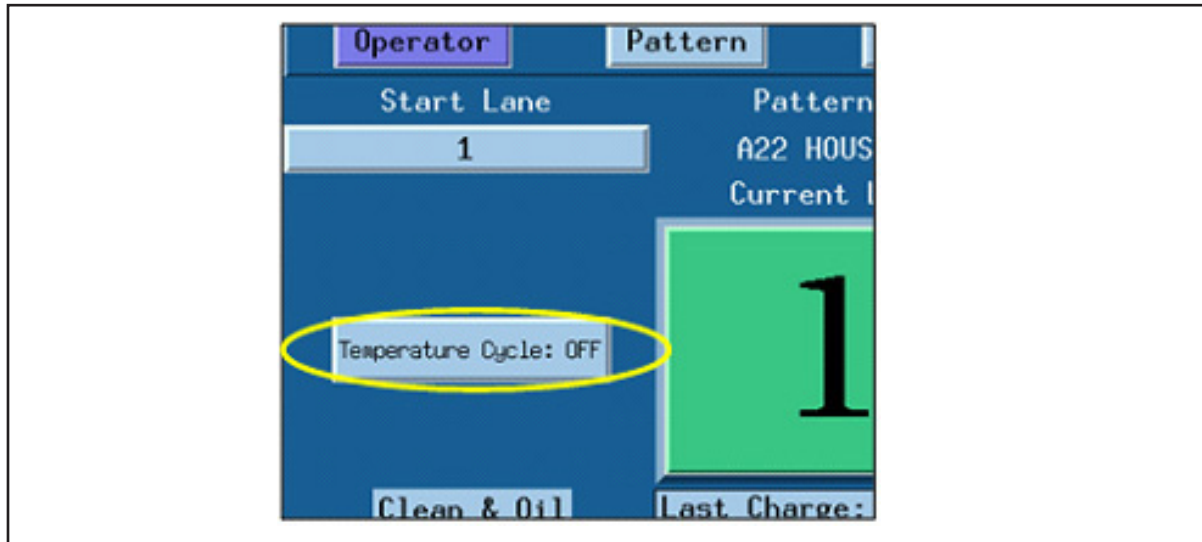 Operator Pattern
Start Lane Pattern
1 A22 HOUS
Current
1
Temperature Cycle: OFF
Clean & Oil Last Charge: